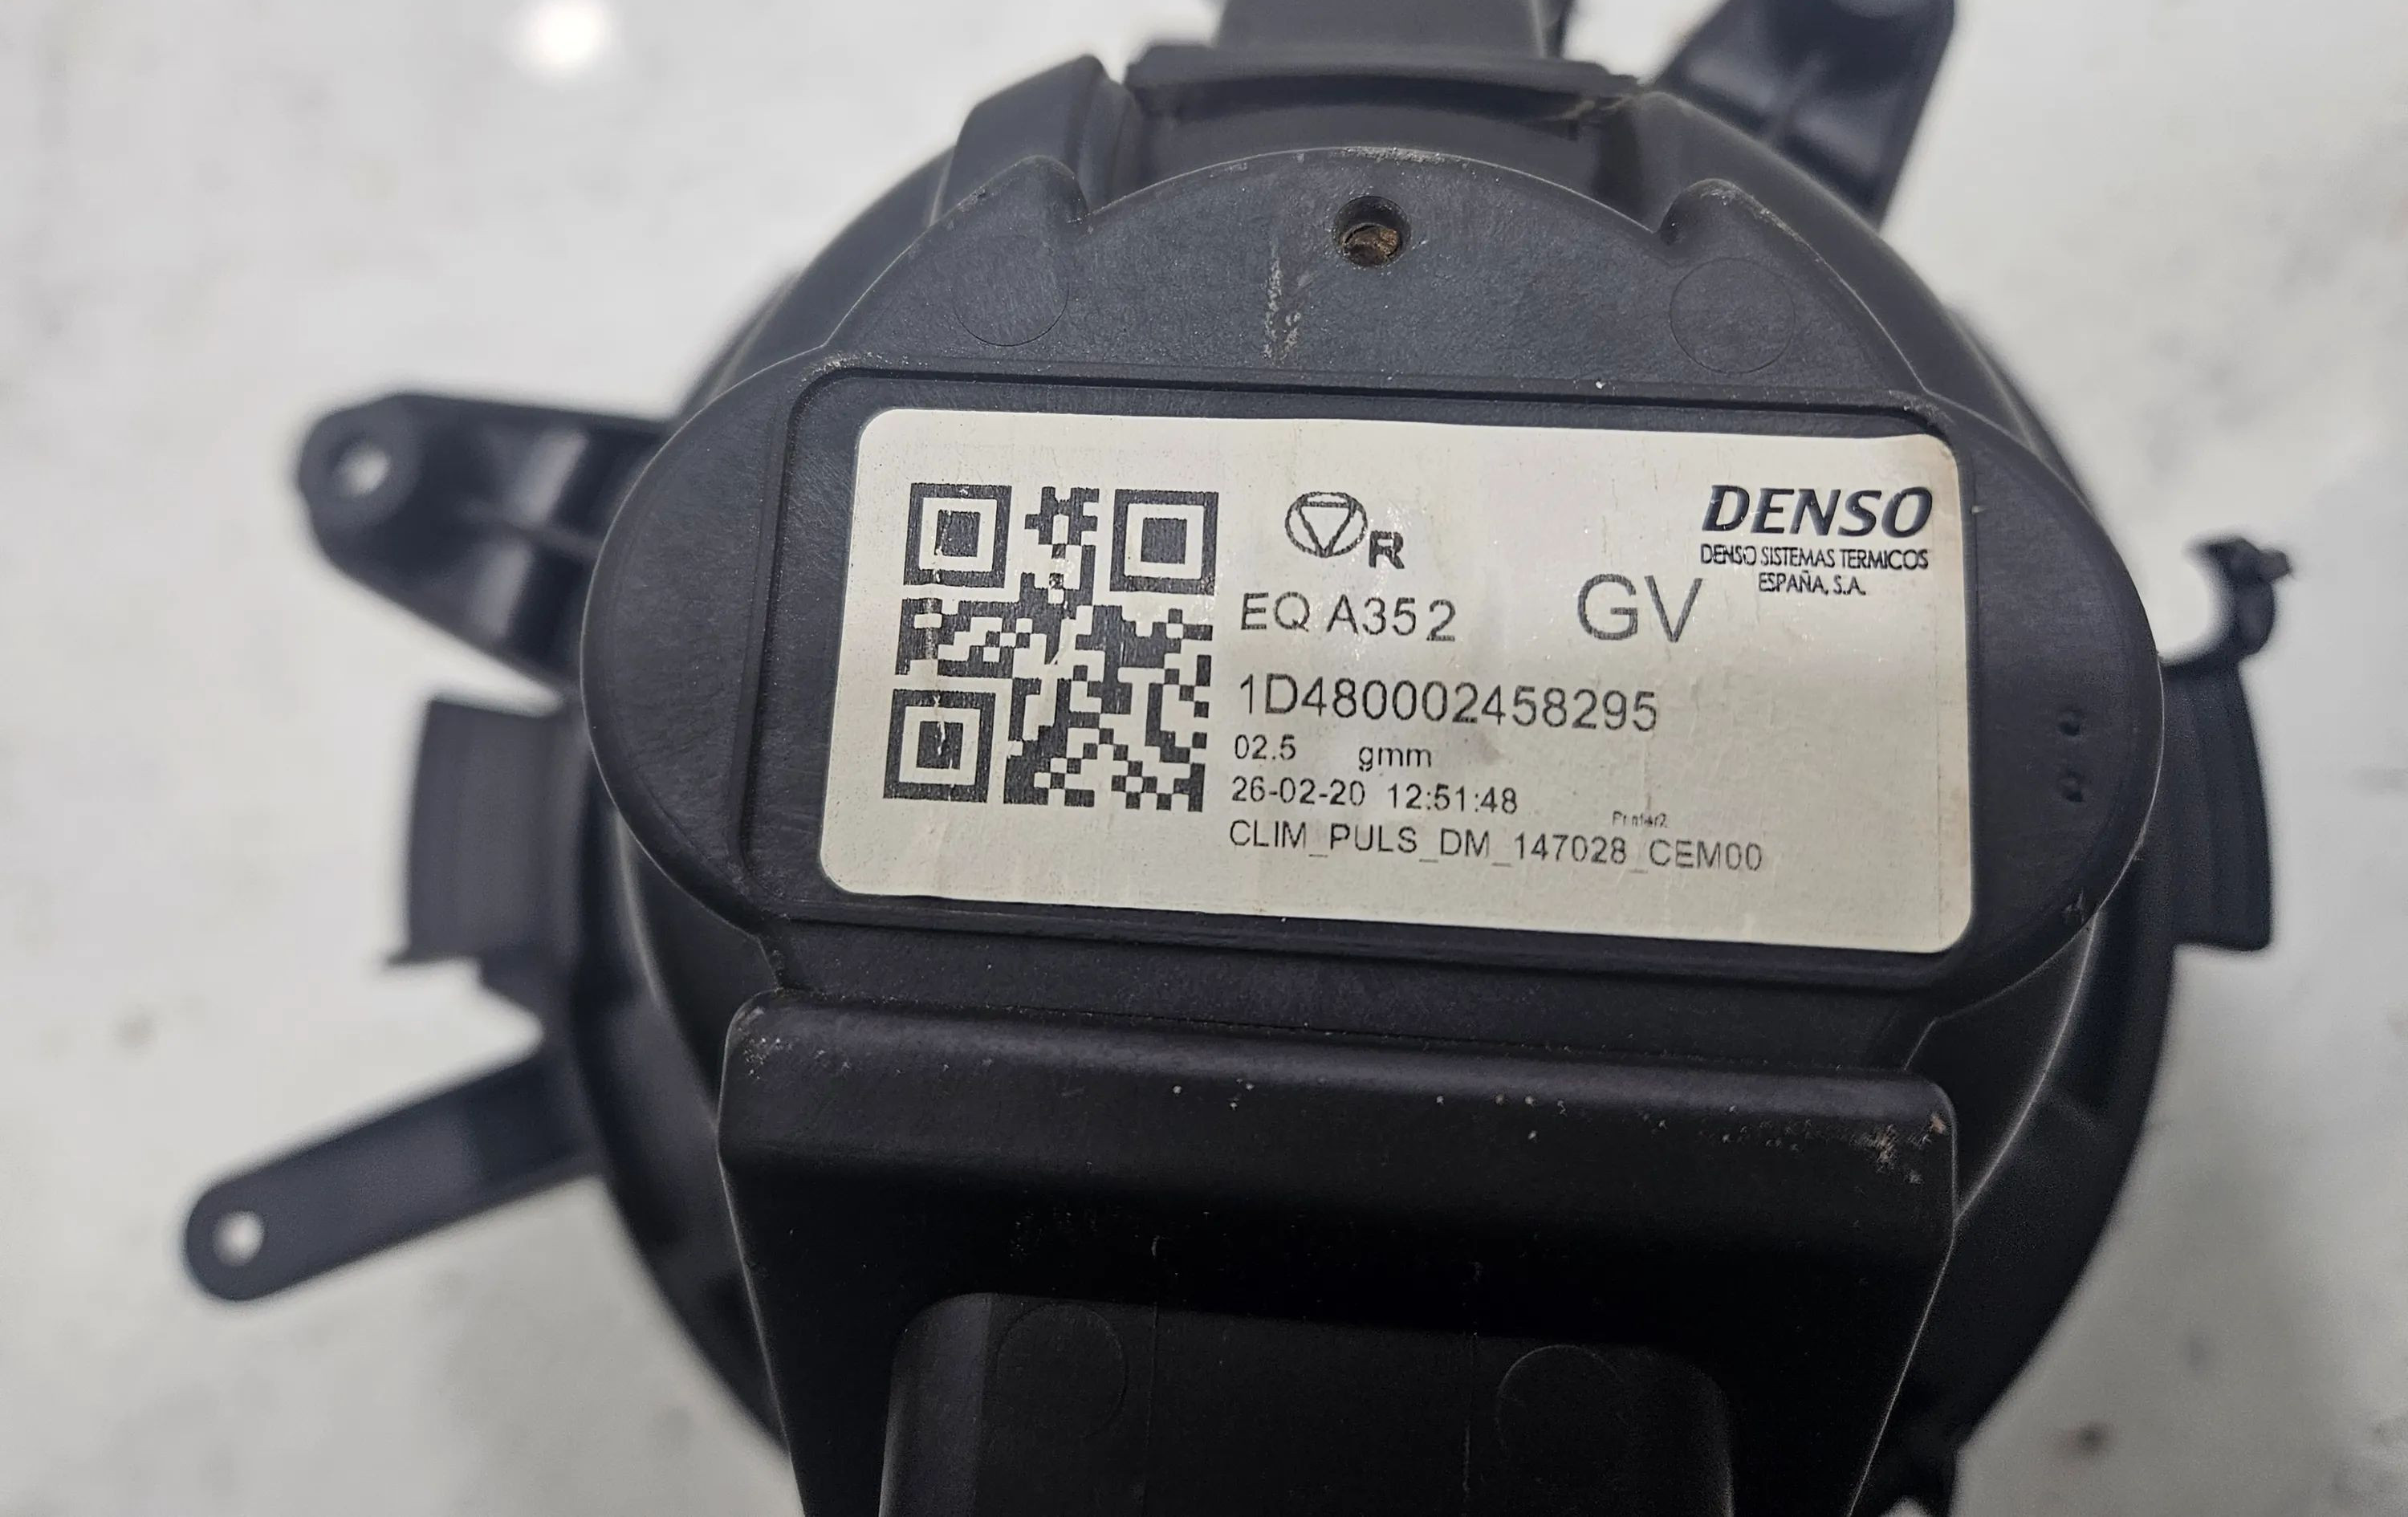 DENSO
DENSO SISTEMAS TERMICOS
ESPAÑA, S.A.
R
EQ A352 GV
1D480002458295
02.5 gmm
26-02-20 12:51:48
Printer2
CLIM_PULS_DM_147028_CEM00